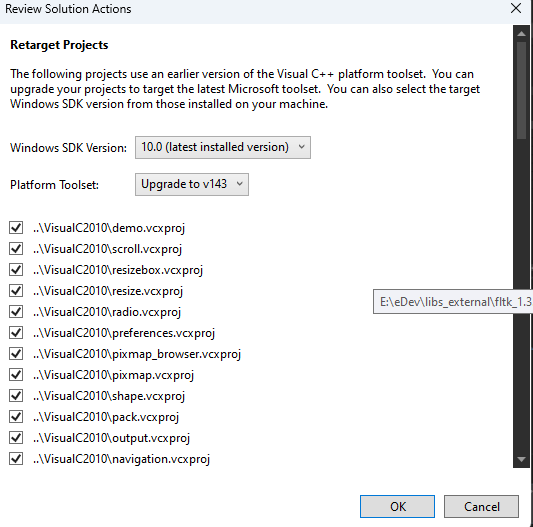 Review Solution Actions
Retarget Projects
The following projects use an earlier version of the Visual C++ platform toolset. You can
upgrade your projects to target the latest Microsoft toolset. You can also select the target
Windows SDK version from those installed on your machine.
Windows SDK Version: 10.0 (latest installed version)
Platform Toolset: Upgrade to v143
..\VisualC2010\demo.vcxproj
..\VisualC2010\scroll.vcxproj
..\VisualC2010\resizebox.vcxproj
..\VisualC2010\resize.vcxproj
E:\eDev\libs_external\fltk_1.3
..\VisualC2010\radio.vcxproj
..\VisualC2010\preferences.vcxproj
..\VisualC2010\pixmap_browser.vcxproj
..\VisualC2010\pixmap.vcxproj
..\VisualC2010\shape.vcxproj
..\VisualC2010\pack.vcxproj
..\VisualC2010\output.vcxproj
..\VisualC2010\navigation.vcxproj
OK Cancel